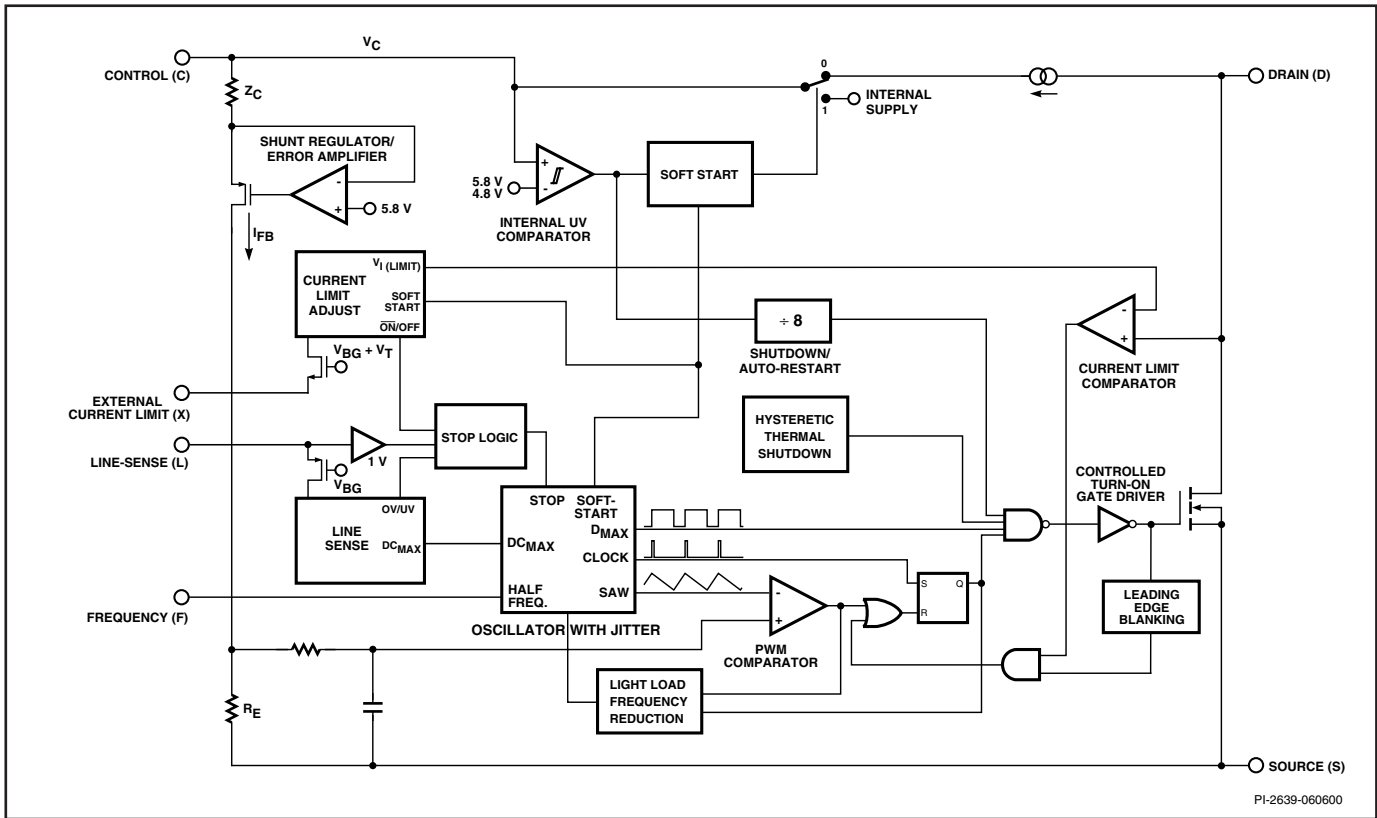 V_C
CONTROL (C)
Z_C
0
1
INTERNAL
SUPPLY
DRAIN (D)
SHUNT REGULATOR/
ERROR AMPLIFIER
-
+
5.8 V
I_FB
+
-
5.8 V
4.8 V
INTERNAL UV
COMPARATOR
SOFT START
CURRENT
LIMIT
ADJUST
V_I (LIMIT)
SOFT
START
O̅N̅/OFF
V_BG + V_T
÷ 8
SHUTDOWN/
AUTO-RESTART
-
+
CURRENT LIMIT
COMPARATOR
EXTERNAL
CURRENT LIMIT (X)
HYSTERETIC
THERMAL
SHUTDOWN
LINE-SENSE (L)
1 V
STOP LOGIC
V_BG
CONTROLLED
TURN-ON
GATE DRIVER
OV/UV
LINE
SENSE
DC_MAX
STOP
SOFT-
START
D_MAX
DC_MAX
CLOCK
HALF
FREQ.
SAW
OSCILLATOR WITH JITTER
FREQUENCY (F)
-
+
PWM
COMPARATOR
S
Q
R
LEADING
EDGE
BLANKING
LIGHT LOAD
FREQUENCY
REDUCTION
R_E
SOURCE (S)
PI-2639-060600